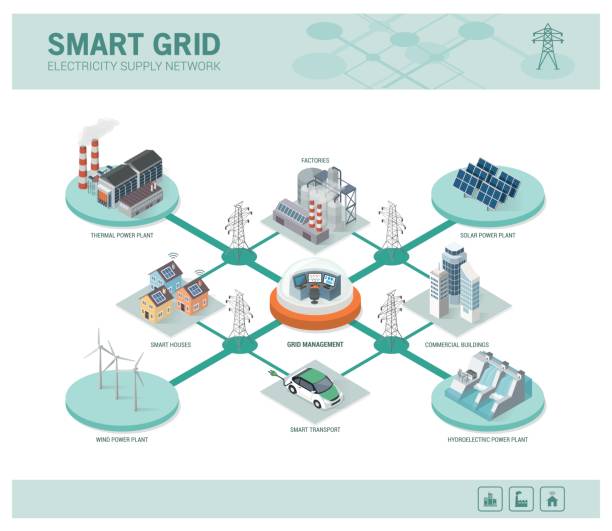 SMART GRID
ELECTRICITY SUPPLY NETWORK
FACTORIES
THERMAL POWER PLANT
SOLAR POWER PLANT
SMART HOUSES
GRID MANAGEMENT
COMMERCIAL BUILDINGS
SMART TRANSPORT
WIND POWER PLANT
HYDROELECTRIC POWER PLANT